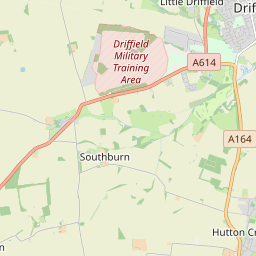 Little Driffield
Driffield
Military
Training
Area
Drif
A614
A164
Southburn
Hutton Cr
n